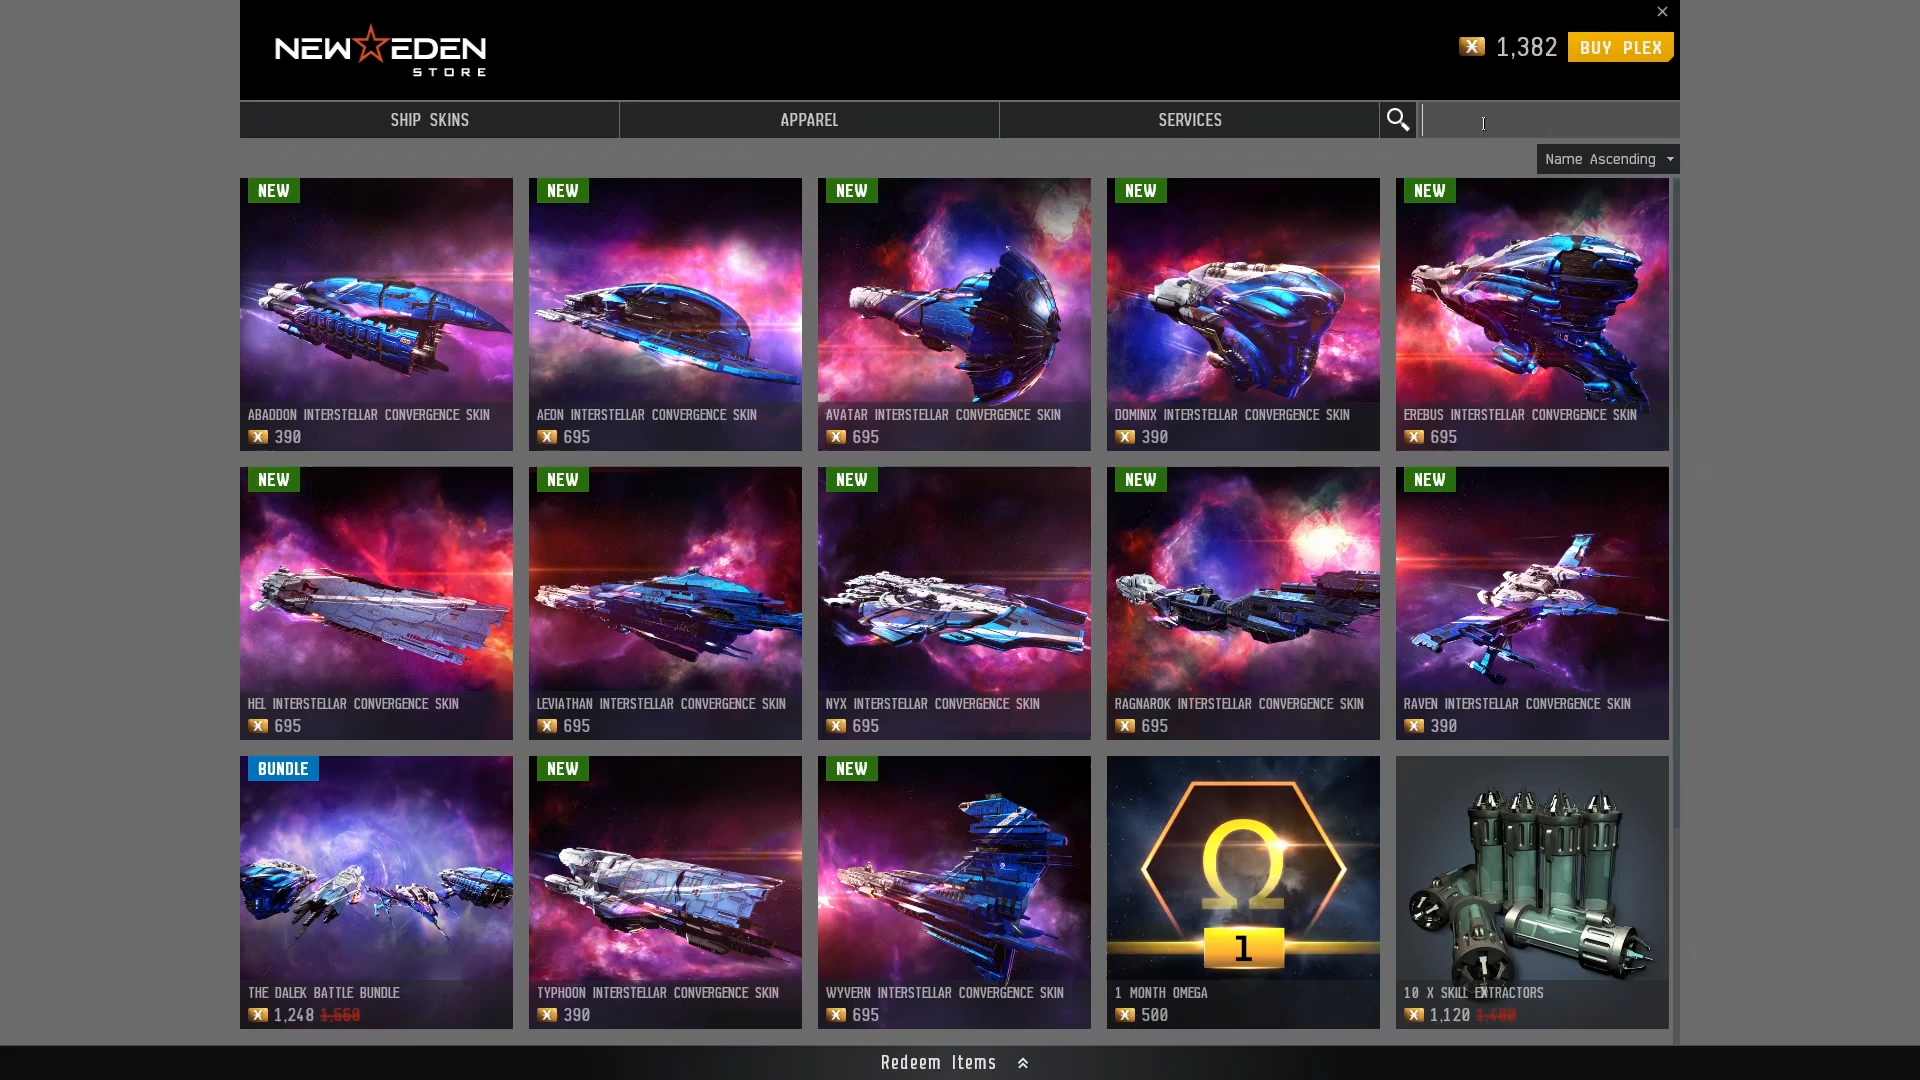 NEW EDEN
STORE
1,382
BUY PLEX
SHIP SKINS
APPAREL
SERVICES
Name Ascending
NEW
ABADDON INTERSTELLAR CONVERGENCE SKIN
390
NEW
AEON INTERSTELLAR CONVERGENCE SKIN
695
NEW
AVATAR INTERSTELLAR CONVERGENCE SKIN
695
NEW
DOMINIX INTERSTELLAR CONVERGENCE SKIN
390
NEW
EREBUS INTERSTELLAR CONVERGENCE SKIN
695
NEW
HEL INTERSTELLAR CONVERGENCE SKIN
695
NEW
LEVIATHAN INTERSTELLAR CONVERGENCE SKIN
695
NEW
NYX INTERSTELLAR CONVERGENCE SKIN
695
NEW
RAGNAROK INTERSTELLAR CONVERGENCE SKIN
695
NEW
RAVEN INTERSTELLAR CONVERGENCE SKIN
390
BUNDLE
THE DALEK BATTLE BUNDLE
1,248 1,560
NEW
TYPHOON INTERSTELLAR CONVERGENCE SKIN
390
NEW
WYVERN INTERSTELLAR CONVERGENCE SKIN
695
Ω
1
1 MONTH OMEGA
500
10 X SKILL EXTRACTORS
1,120 1,400
Redeem Items